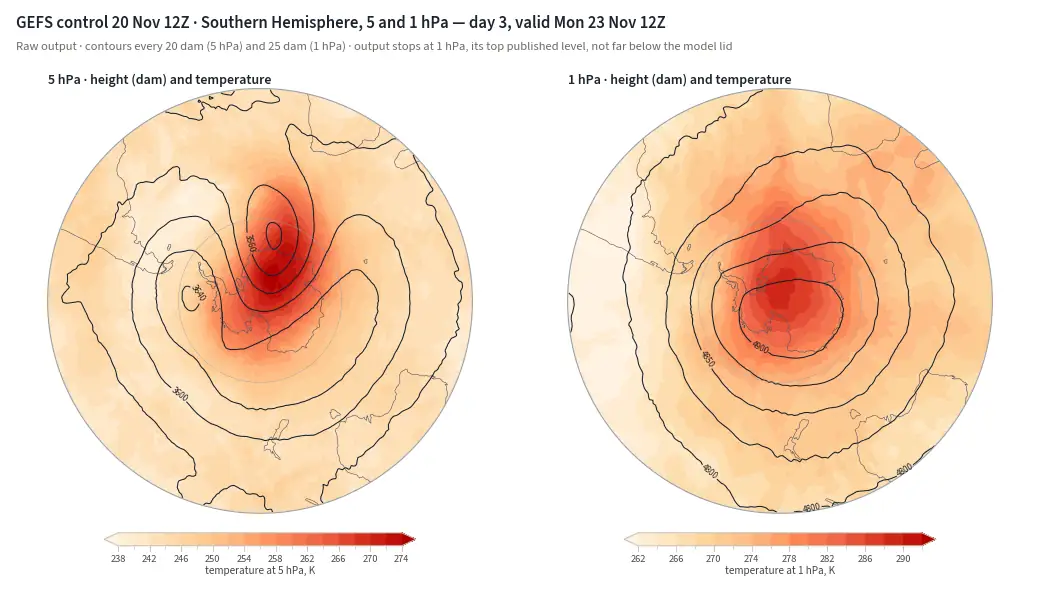 GEFS control 20 Nov 12Z · Southern Hemisphere, 5 and 1 hPa — day 3, valid Mon 23 Nov 12Z
Raw output · contours every 20 dam (5 hPa) and 25 dam (1 hPa) · output stops at 1 hPa, its top published level, not far below the model lid
5 hPa · height (dam) and temperature
3560
3640
3600
238 242 246 250 254 258 262 266 270 274
temperature at 5 hPa, K
1 hPa · height (dam) and temperature
4900
4850
4800
4800
4800
262 266 270 274 278 282 286 290
temperature at 1 hPa, K